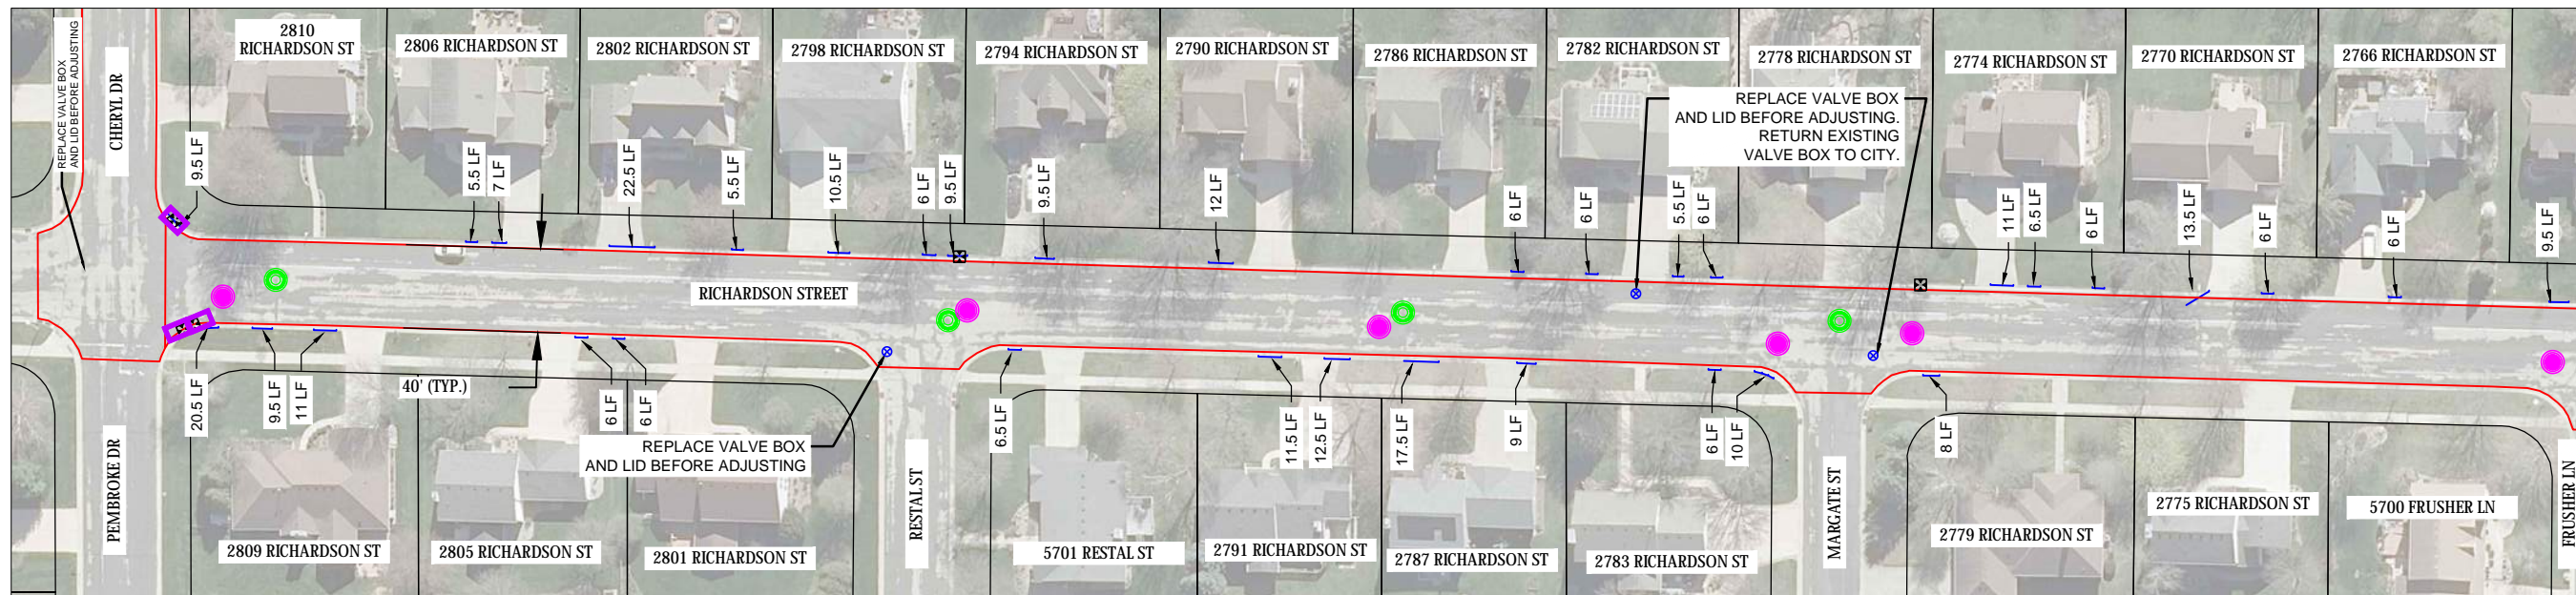 2810
RICHARDSON ST
2806 RICHARDSON ST
2802 RICHARDSON ST
2798 RICHARDSON ST
2794 RICHARDSON ST
2790 RICHARDSON ST
2786 RICHARDSON ST
2782 RICHARDSON ST
2778 RICHARDSON ST
2774 RICHARDSON ST
2770 RICHARDSON ST
2766 RICHARDSON ST
REPLACE VALVE BOX
AND LID BEFORE ADJUSTING
CHERYL DR
REPLACE VALVE BOX
AND LID BEFORE ADJUSTING.
RETURN EXISTING
VALVE BOX TO CITY.
9.5 LF
5.5 LF
7 LF
22.5 LF
5.5 LF
10.5 LF
6 LF
9.5 LF
9.5 LF
12 LF
6 LF
6 LF
5.5 LF
6 LF
11 LF
6.5 LF
6 LF
13.5 LF
6 LF
6 LF
9.5 LF
RICHARDSON STREET
40' (TYP.)
20.5 LF
9.5 LF
11 LF
6 LF
6 LF
6.5 LF
11.5 LF
12.5 LF
17.5 LF
9 LF
6 LF
10 LF
8 LF
REPLACE VALVE BOX
AND LID BEFORE ADJUSTING
PEMBROKE DR
RESTAL ST
MARGATE ST
FRUSHER LN
2809 RICHARDSON ST
2805 RICHARDSON ST
2801 RICHARDSON ST
5701 RESTAL ST
2791 RICHARDSON ST
2787 RICHARDSON ST
2783 RICHARDSON ST
2779 RICHARDSON ST
2775 RICHARDSON ST
5700 FRUSHER LN